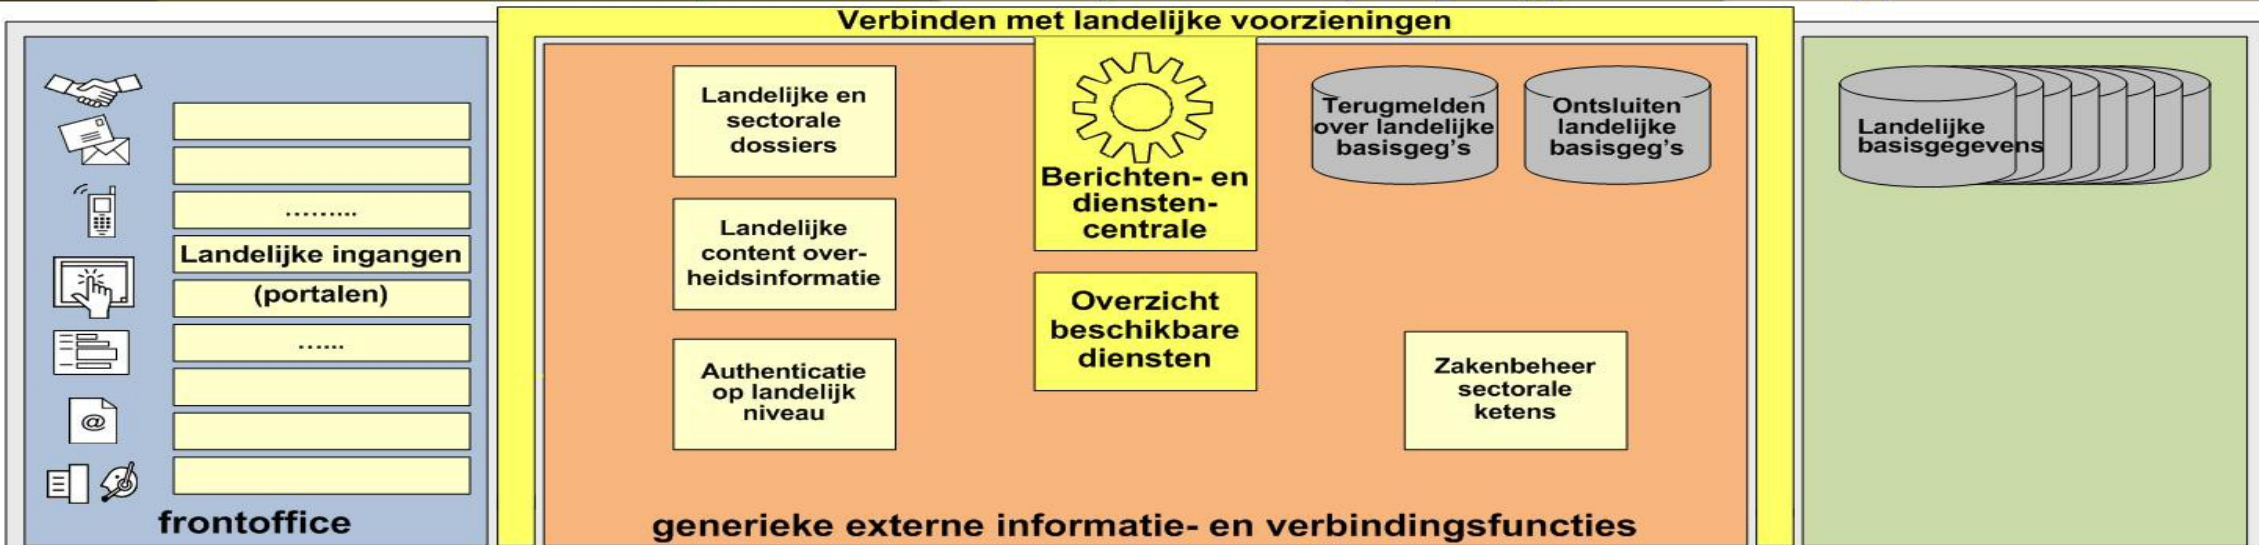 Verbinden met landelijke voorzieningen
………
Landelijke ingangen
(portalen)
……
@
frontoffice
Landelijke en
sectorale
dossiers
Landelijke
content over-
heidsinformatie
Authenticatie
op landelijk
niveau
Berichten- en
diensten-
centrale
Overzicht
beschikbare
diensten
Terugmelden
over landelijke
basisgeg's
Ontsluiten
landelijke
basisgeg's
Zakenbeheer
sectorale
ketens
generieke externe informatie- en verbindingsfuncties
Landelijke
basisgegevens